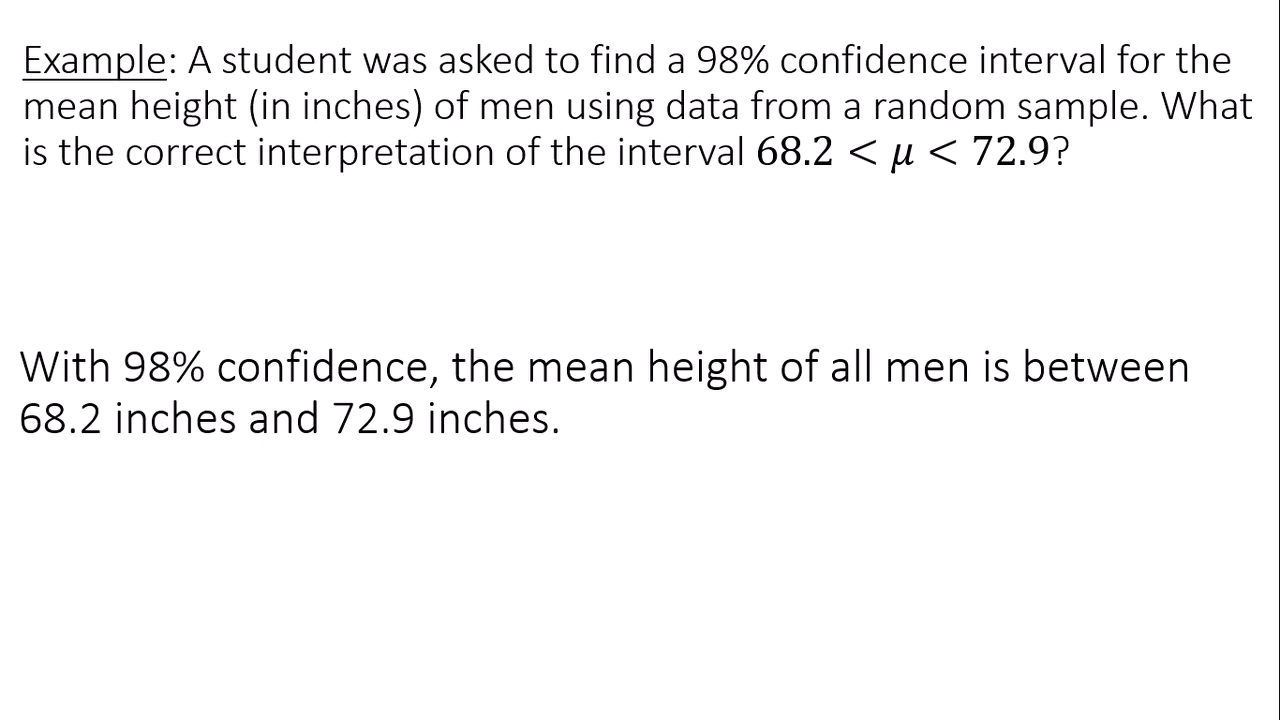 Example: A student was asked to find a 98% confidence interval for the
mean height (in inches) of men using data from a random sample. What
is the correct interpretation of the interval 68.2 < μ < 72.9?
With 98% confidence, the mean height of all men is between
68.2 inches and 72.9 inches.